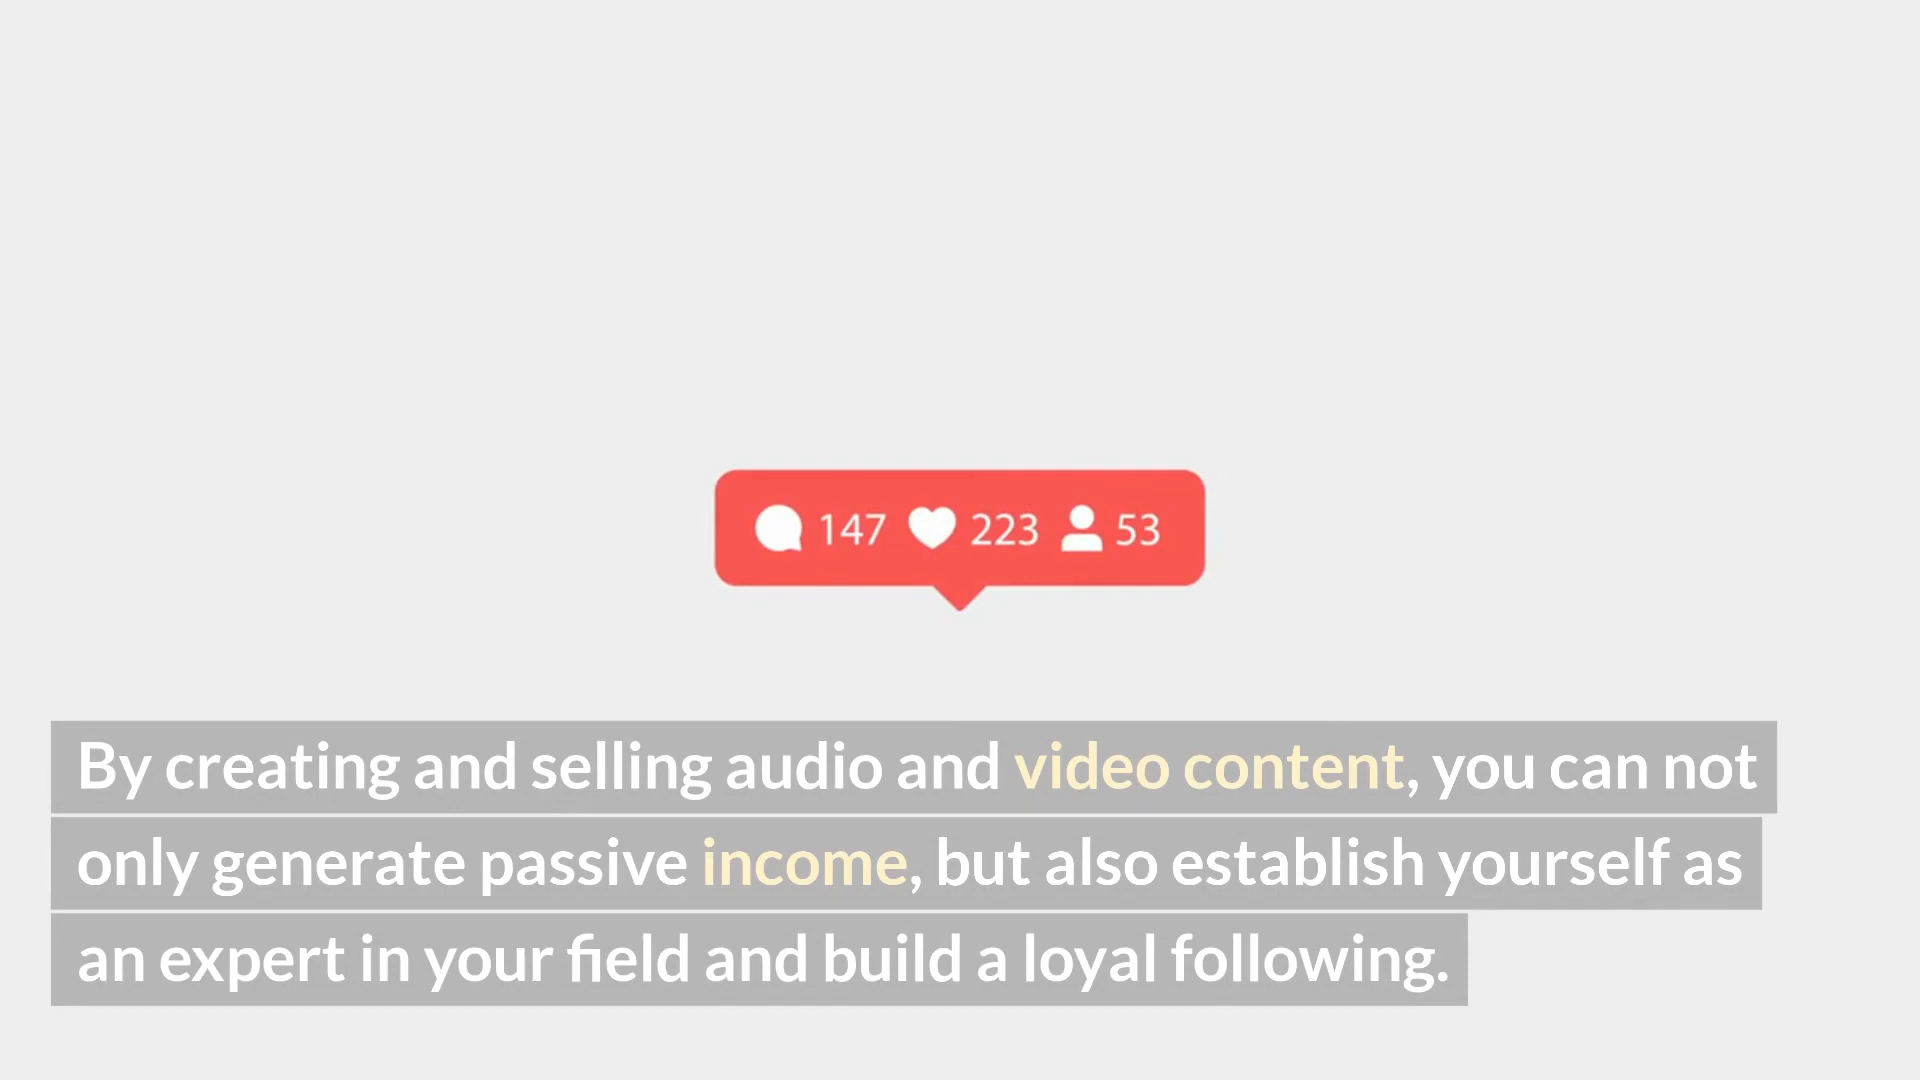 147 223 53
By creating and selling audio and video content, you can not
only generate passive income, but also establish yourself as
an expert in your field and build a loyal following.